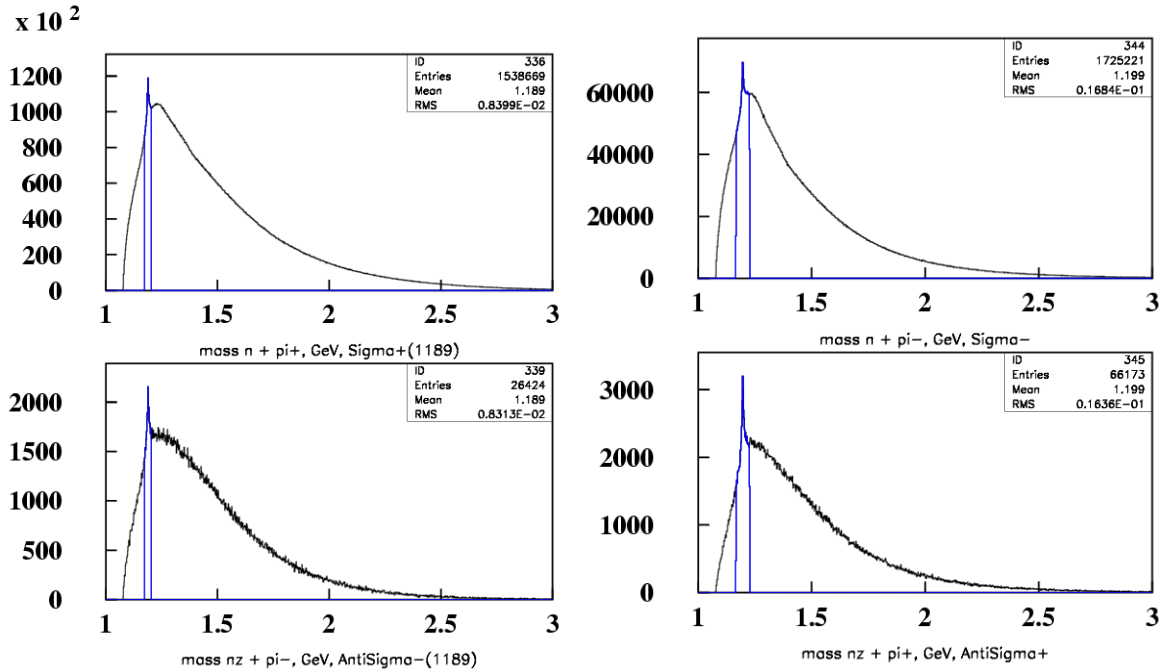 x 10 2
ID 336
Entries 1538669
Mean 1.189
RMS 0.8399E-02
1200
1000
800
600
400
200
0
1 1.5 2 2.5 3
mass n + pi+, GeV, Sigma+(1189)
ID 344
Entries 1725221
Mean 1.199
RMS 0.1684E-01
60000
40000
20000
0
1 1.5 2 2.5 3
mass n + pi-, GeV, Sigma-
ID 339
Entries 26424
Mean 1.189
RMS 0.8313E-02
2000
1500
1000
500
0
1 1.5 2 2.5 3
mass nz + pi-, GeV, AntiSigma-(1189)
ID 345
Entries 66173
Mean 1.199
RMS 0.1636E-01
3000
2000
1000
0
1 1.5 2 2.5 3
mass nz + pi+, GeV, AntiSigma+